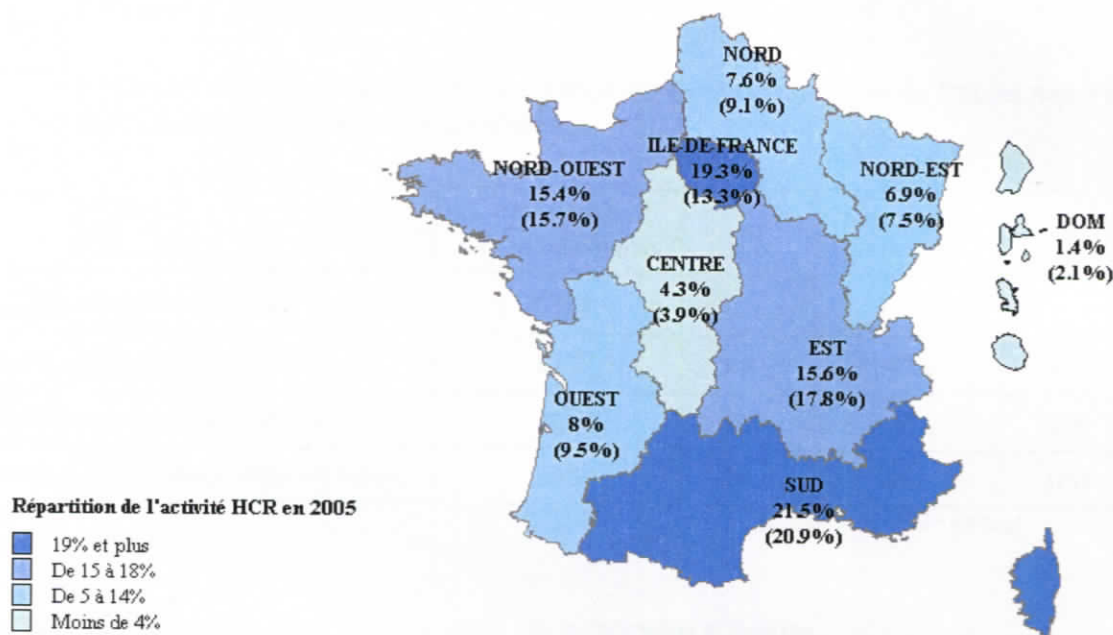 NORD
7.6%
(9.1%)
ILE-DE-FRANCE
19.3%
(13.3%)
NORD-OUEST
15.4%
(15.7%)
NORD-EST
6.9%
(7.5%)
DOM
1.4%
(2.1%)
CENTRE
4.3%
(3.9%)
EST
15.6%
(17.8%)
OUEST
8%
(9.5%)
SUD
21.5%
(20.9%)
Répartition de l'activité HCR en 2005
19% et plus
De 15 à 18%
De 5 à 14%
Moins de 4%